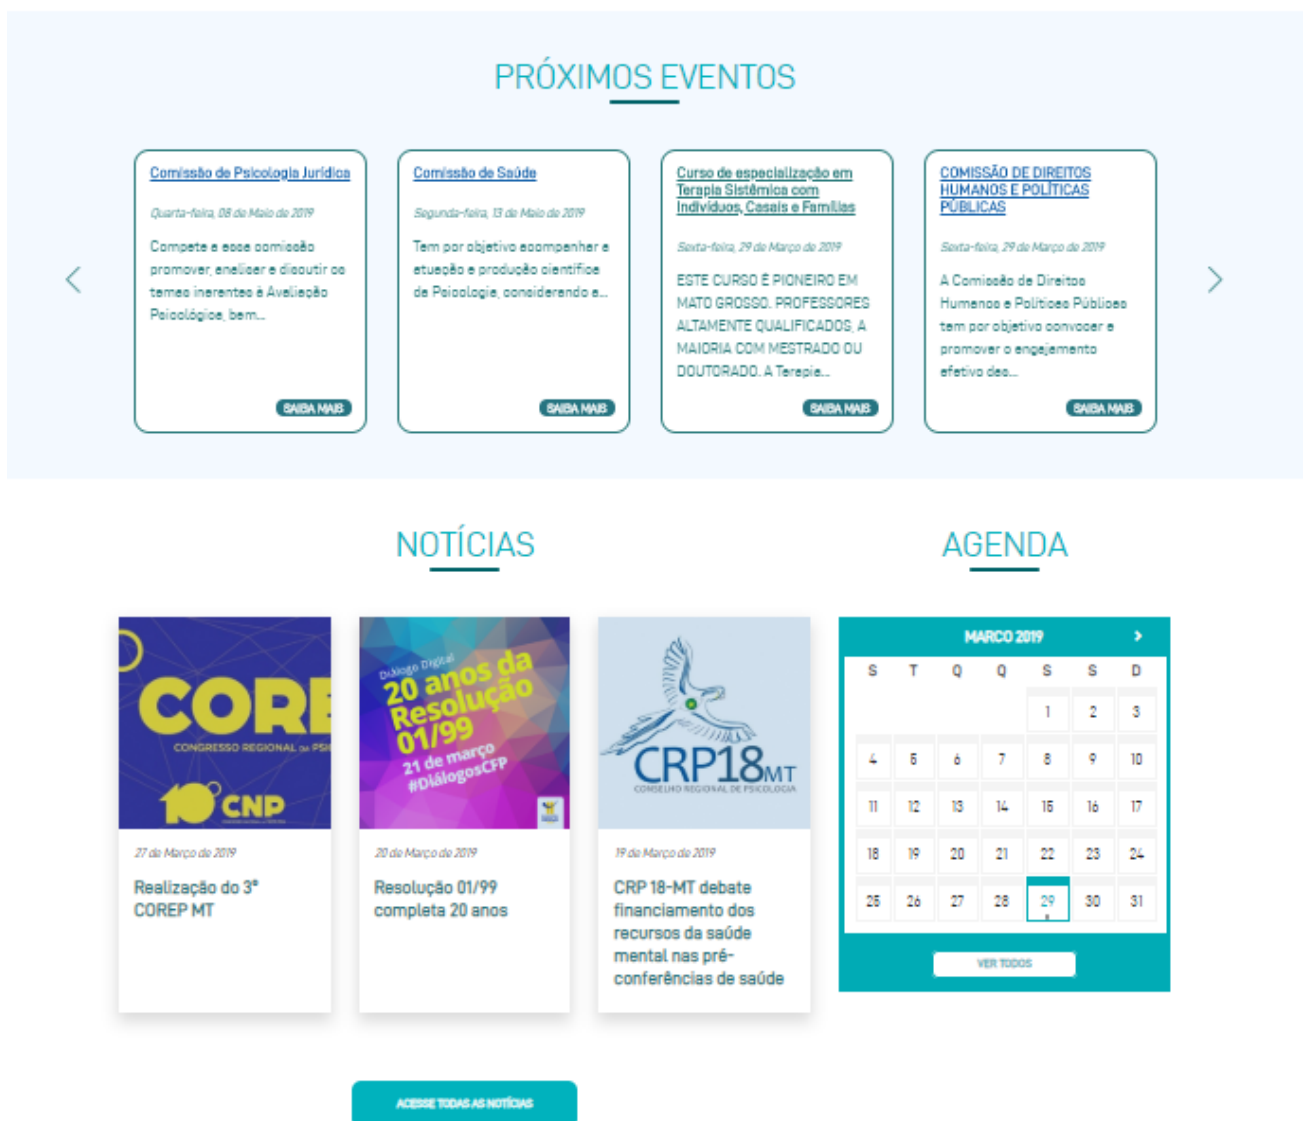 PRÓXIMOS EVENTOS
Comissão de Psicologia Jurídica
Quarta-feira, 08 de Maio de 2019
Compete a essa comissão
promover, analisar e discutir os
temas inerentes à Avaliação
Psicológica, bem...
SAIBA MAIS
Comissão de Saúde
Segunda-feira, 13 de Maio de 2019
Tem por objetivo acompanhar a
atuação e produção científica
da Psicologia, considerando a...
SAIBA MAIS
Curso de especialização em
Terapia Sistêmica com
Indivíduos, Casais e Famílias
Sexta-feira, 29 de Março de 2019
ESTE CURSO É PIONEIRO EM
MATO GROSSO. PROFESSORES
ALTAMENTE QUALIFICADOS, A
MAIORIA COM MESTRADO OU
DOUTORADO. A Terapia...
SAIBA MAIS
COMISSÃO DE DIREITOS
HUMANOS E POLÍTICAS
PÚBLICAS
Sexta-feira, 29 de Março de 2019
A Comissão de Direitos
Humanos e Políticas Públicas
tem por objetivo convocar e
promover o engajamento
efetivo das...
SAIBA MAIS
NOTÍCIAS
CORE
CONGRESSO REGIONAL DA PSI
10º CNP
27 de Março de 2019
Realização do 3º
COREP MT
Diálogo Digital
20 anos da
Resolução
01/99
21 de março
#DiálogosCFP
20 de Março de 2019
Resolução 01/99
completa 20 anos
CRP18MT
CONSELHO REGIONAL DE PSICOLOGIA
19 de Março de 2019
CRP 18-MT debate
financiamento dos
recursos da saúde
mental nas pré-
conferências de saúde
AGENDA
MARCO 2019
S T Q Q S S D
1 2 3
4 5 6 7 8 9 10
11 12 13 14 15 16 17
18 19 20 21 22 23 24
25 26 27 28 29 30 31
VER TODOS
ACESSE TODAS AS NOTÍCIAS